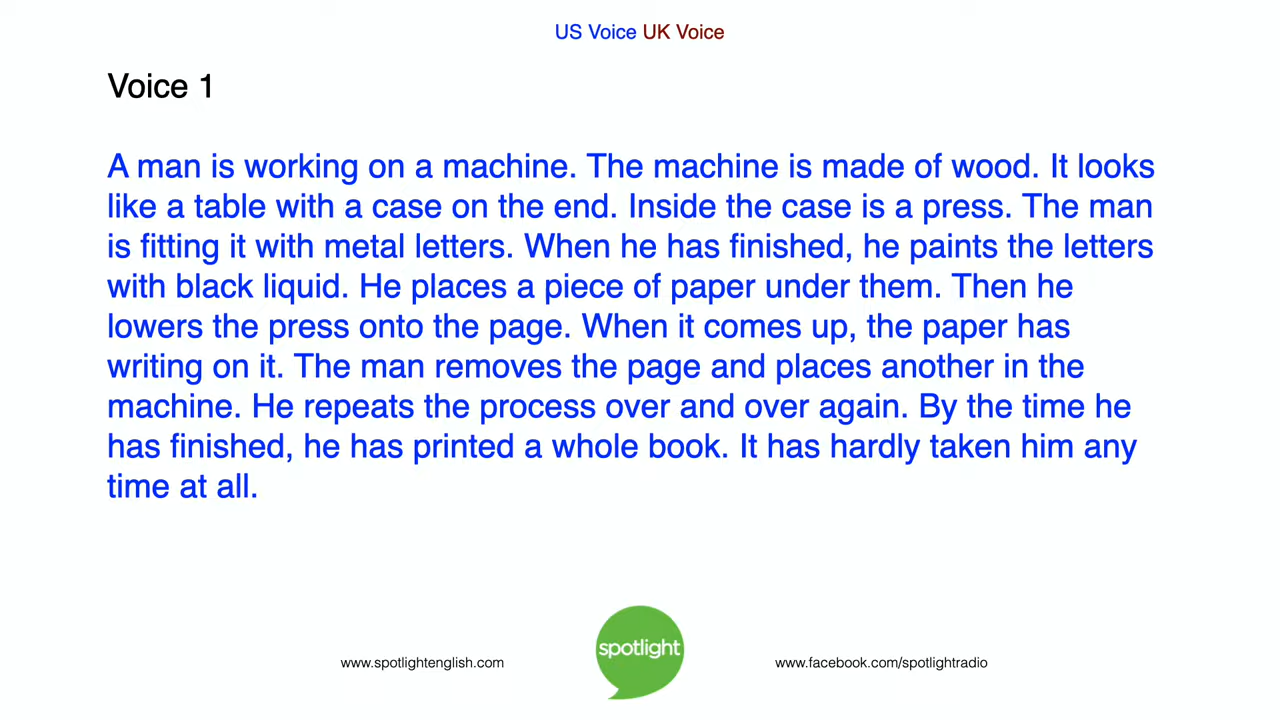 US Voice UK Voice
Voice 1
A man is working on a machine. The machine is made of wood. It looks
like a table with a case on the end. Inside the case is a press. The man
is fitting it with metal letters. When he has finished, he paints the letters
with black liquid. He places a piece of paper under them. Then he
lowers the press onto the page. When it comes up, the paper has
writing on it. The man removes the page and places another in the
machine. He repeats the process over and over again. By the time he
has finished, he has printed a whole book. It has hardly taken him any
time at all.
spotlight
www.spotlightenglish.com
www.facebook.com/spotlightradio